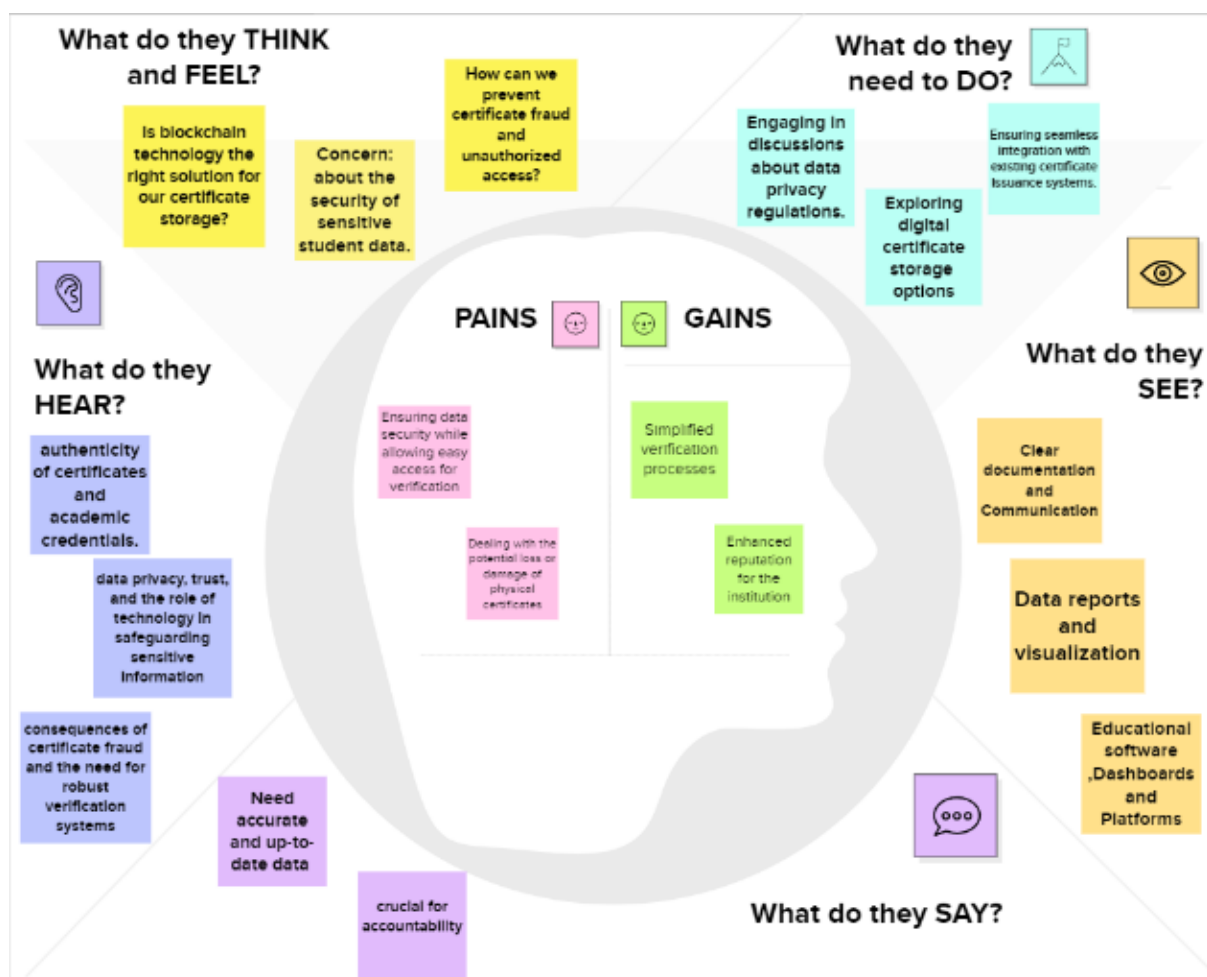 What do they THINK
and FEEL?
Is blockchain
technology the
right solution for
our certificate
storage?
Concern:
about the
security of
sensitive
student data.
How can we
prevent
certificate fraud
and
unauthorized
access?
What do they
need to DO?
Engaging in
discussions
about data
privacy
regulations.
Exploring
digital
certificate
storage
options
Ensuring seamless
integration with
existing certificate
issuance systems.
What do they
HEAR?
authenticity
of certificates
and
academic
credentials.
data privacy, trust,
and the role of
technology in
safeguarding
sensitive
information
consequences of
certificate fraud
and the need for
robust
verification
systems
PAINS
Ensuring data
security while
allowing easy
access for
verification
Dealing with the
potential loss or
damage of
physical
certificates
GAINS
Simplified
verification
processes
Enhanced
reputation
for the
institution
What do they
SEE?
Clear
documentation
and
Communication
Data reports
and
visualization
Educational
software
,Dashboards
and
Platforms
Need
accurate
and up-to-
date data
crucial for
accountability
What do they SAY?